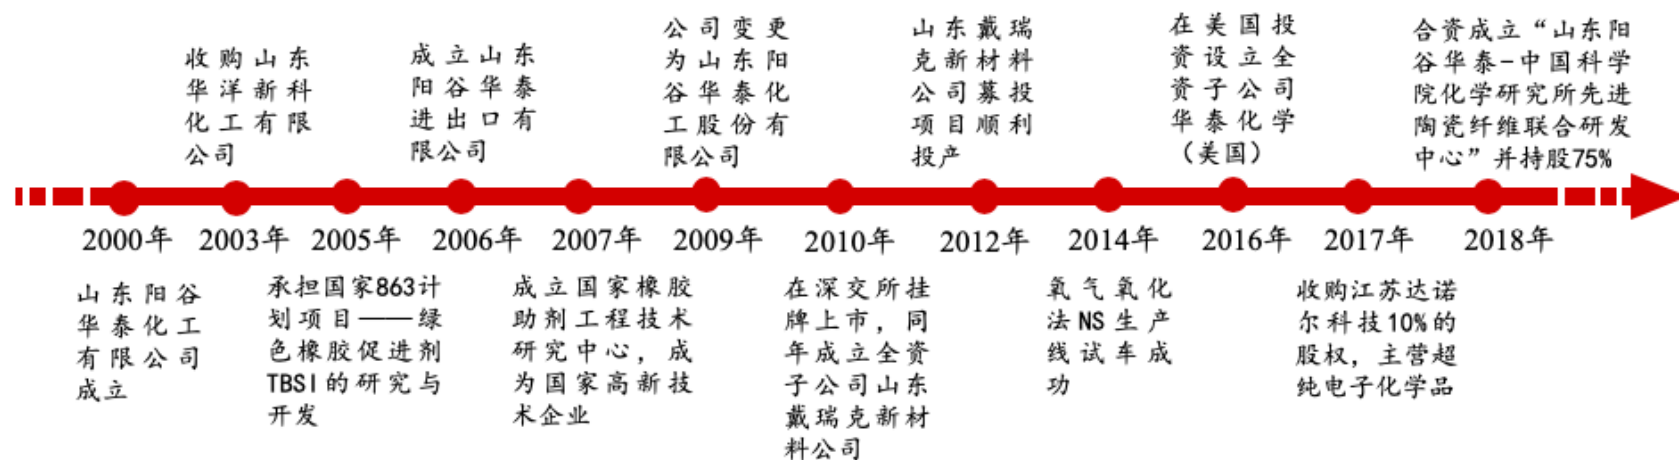 收购山东
华洋新科
化工有限
公司
成立山东
阳谷华泰
进出口有
限公司
公司变更
为山东阳
谷华泰化
工股份有
限公司
山东戴瑞
克新材料
公司募投
项目顺利
投产
在美国投
资设立全
资子公司
华泰化学
（美国）
合资成立“山东阳
谷华泰-中国科学
院化学研究所先进
陶瓷纤维联合研发
中心”并持股75%
2000年 2003年 2005年 2006年 2007年 2009年 2010年 2012年 2014年 2016年 2017年 2018年
山东阳谷
华泰化工
有限公司
成立
承担国家863计
划项目——绿
色橡胶促进剂
TBSI的研究与
开发
成立国家橡胶
助剂工程技术
研究中心，成
为国家高新技
术企业
在深交所挂
牌上市，同
年成立全资
子公司山东
戴瑞克新材
料公司
氧气氧化
法NS生产
线试车成
功
收购江苏达诺
尔科技10%的
股权，主营超
纯电子化学品